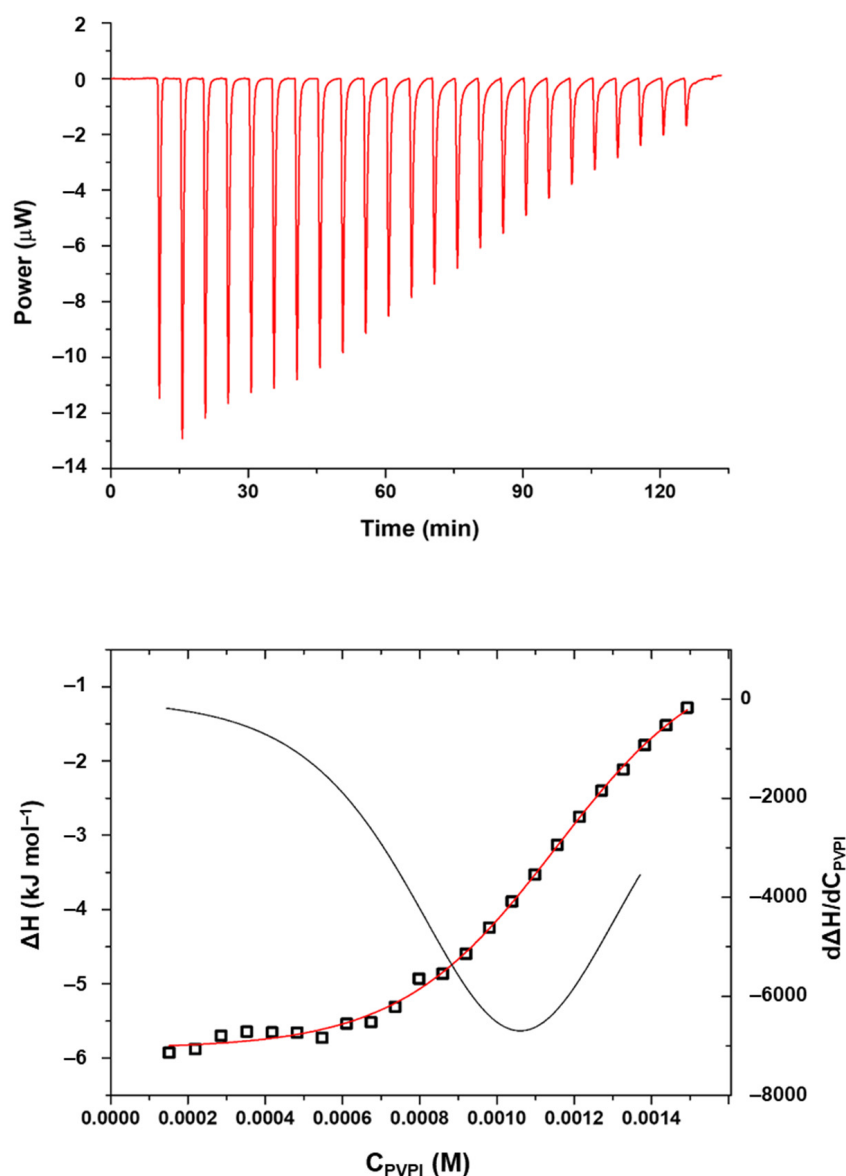 2
0
–2
–4
–6
–8
–10
–12
–14
Power (μW)
0 30 60 90 120
Time (min)
–1
–2
–3
–4
–5
–6
ΔH (kJ mol⁻¹)
0
–2000
–4000
–6000
–8000
dΔH/dC_PVPI
0.0000 0.0002 0.0004 0.0006 0.0008 0.0010 0.0012 0.0014
C_PVPI (M)